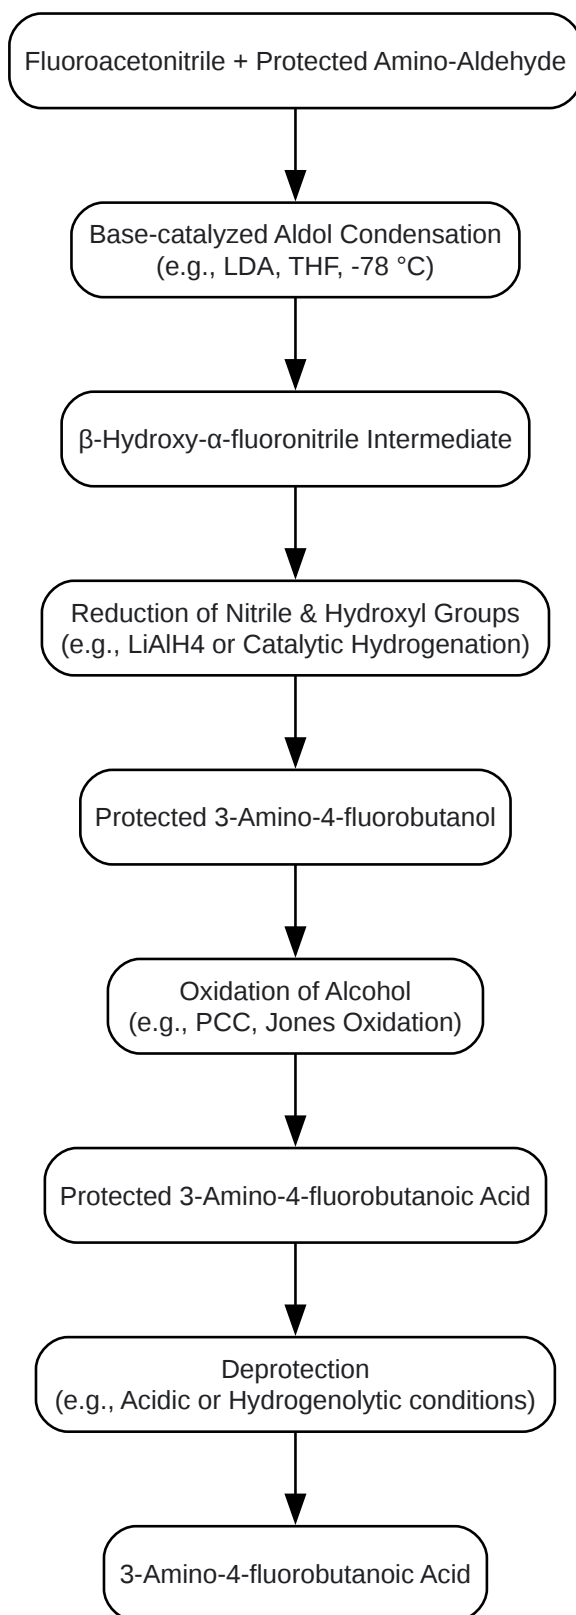 Fluoroacetonitrile + Protected Amino-Aldehyde
Base-catalyzed Aldol Condensation
(e.g., LDA, THF, -78 °C)
β-Hydroxy-α-fluoronitrile Intermediate
Reduction of Nitrile & Hydroxyl Groups
(e.g., LiAlH4 or Catalytic Hydrogenation)
Protected 3-Amino-4-fluorobutanol
Oxidation of Alcohol
(e.g., PCC, Jones Oxidation)
Protected 3-Amino-4-fluorobutanoic Acid
Deprotection
(e.g., Acidic or Hydrogenolytic conditions)
3-Amino-4-fluorobutanoic Acid